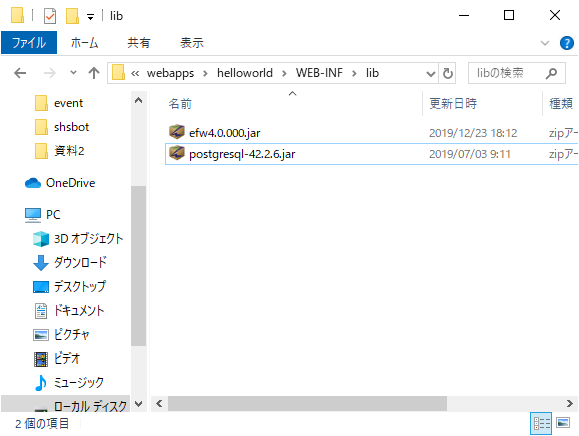 lib
ファイル ホーム 共有 表示
webapps helloworld WEB-INF lib libの検索
名前 更新日時 種類
efw4.0.000.jar 2019/12/23 18:12 zipアー
postgresql-42.2.6.jar 2019/07/03 9:11 zipアー
event
shsbot
資料2
OneDrive
PC
3D オブジェクト
ダウンロード
デスクトップ
ドキュメント
ピクチャ
ビデオ
ミュージック
ローカル ディスク
2 個の項目